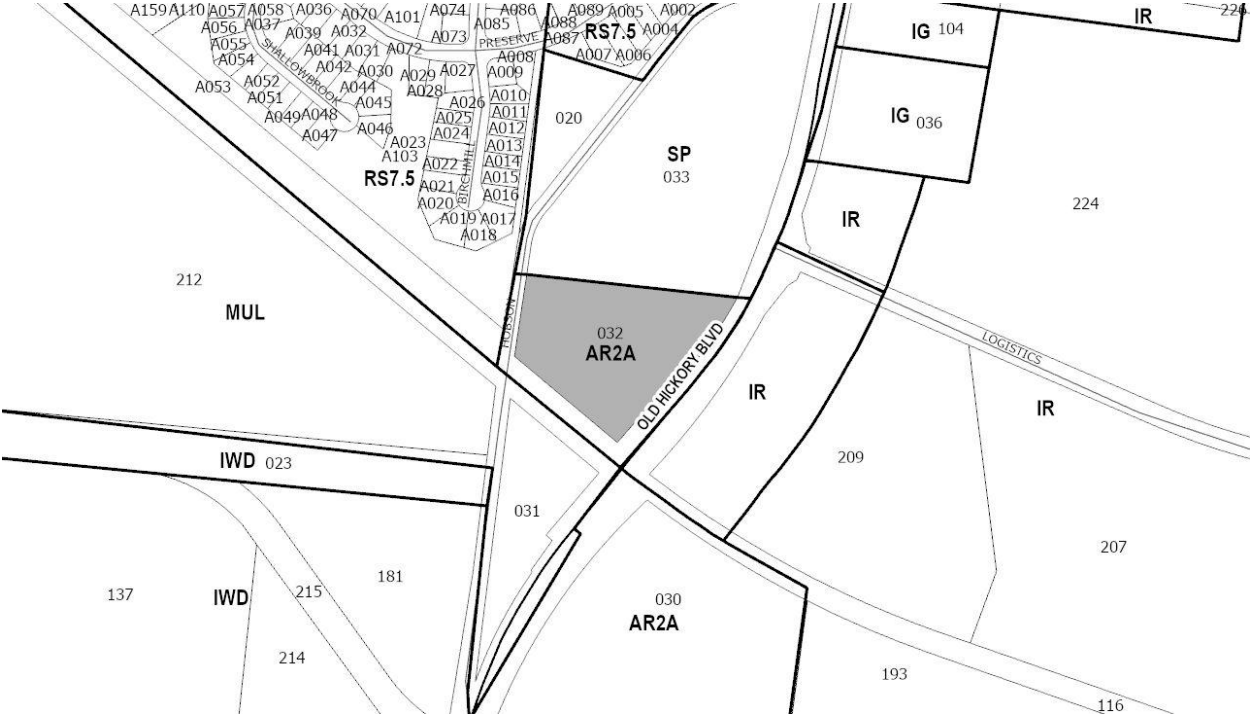 A159 A110 A057 A058 A036 A070 A101 A074 A086 A089 A005 A002
IR
226
A056 A037 A039 A032 A073 A085 A088 A087 RS7.5 A004
IG 104
A055 A041 A031 A072 PRESERVE A007 A006
A054 SHALLOWBROOK A042 A030 A029 A027 A008 A009
A053 A052 A044 A028
A051 A045 A026 A010
A049 A048 A025 A011
020
IG 036
A047 A046 A024 A012
A023 A013
A103 A022 A014
SP
033
RS7.5 BIRCHMILL A015
A021 A016
A020
224
A019 A017
A018
IR
212
MUL
HOBSON
032
AR2A
OLD HICKORY BLVD
LOGISTICS
IR
IR
IWD 023
209
031
207
181
137
IWD
215
030
AR2A
214
193
116